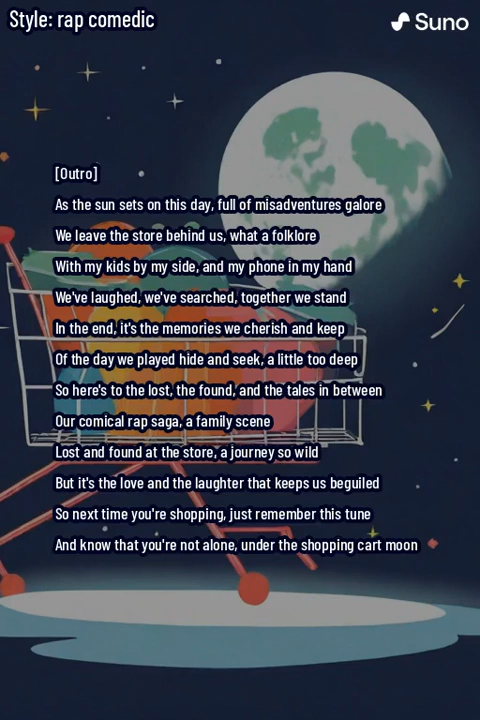 Style: rap comedic
Suno
[Outro]
As the sun sets on this day, full of misadventures galore
We leave the store behind us, what a folklore
With my kids by my side, and my phone in my hand
We've laughed, we've searched, together we stand
In the end, it's the memories we cherish and keep
Of the day we played hide and seek, a little too deep
So here's to the lost, the found, and the tales in between
Our comical rap saga, a family scene
Lost and found at the store, a journey so wild
But it's the love and the laughter that keeps us beguiled
So next time you're shopping, just remember this tune
And know that you're not alone, under the shopping cart moon